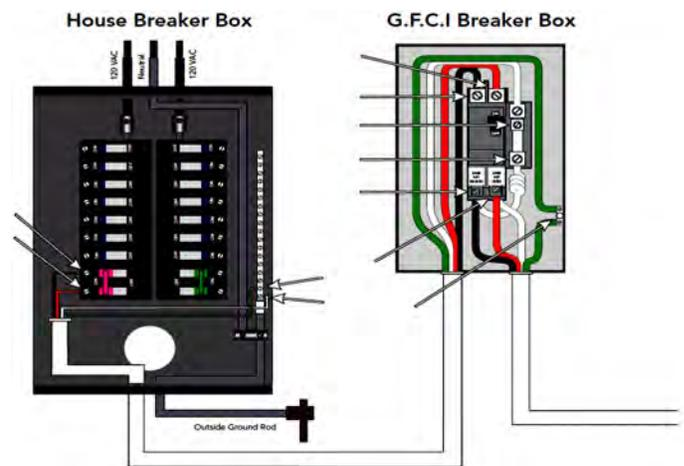 House Breaker Box
G.F.C.I Breaker Box
120 VAC
Neutral
120 VAC
Outside Ground Rod